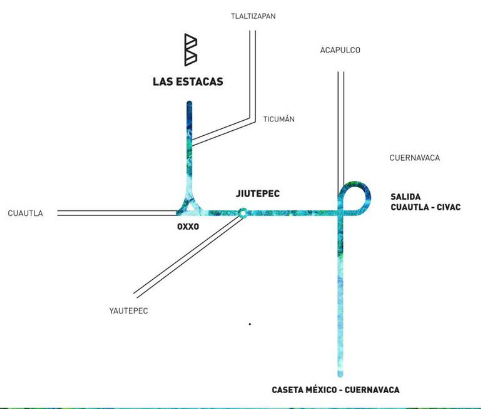 TLALTIZAPAN
ACAPULCO
LAS ESTACAS
TICUMÁN
CUERNAVACA
JIUTEPEC
SALIDA
CUAUTLA - CIVAC
CUAUTLA
OXXO
YAUTEPEC
CASETA MÉXICO - CUERNAVACA